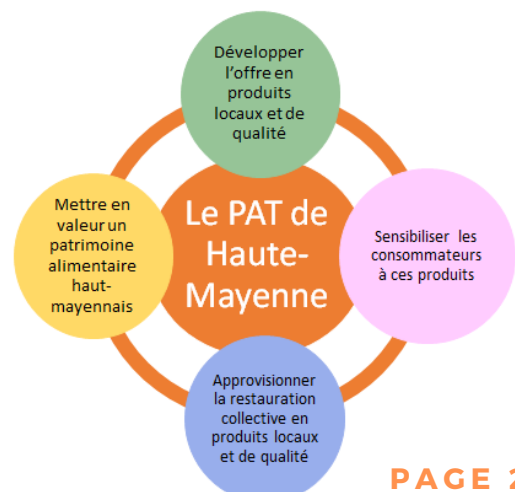 Développer
l'offre en
produits
locaux et de
qualité
Mettre en
valeur un
patrimoine
alimentaire
haut-
mayennais
Le PAT de
Haute-
Mayenne
Sensibiliser les
consommateurs
à ces produits
Approvisionner
la restauration
collective en
produits locaux
et de qualité
PAGE 2